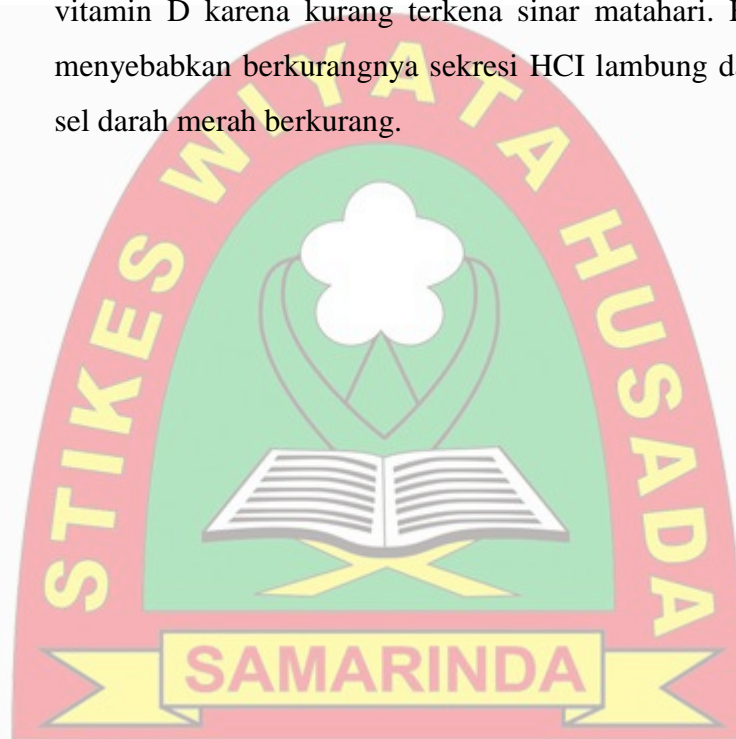 vitamin D karena kurang terkena sinar matahari.
menyebabkan berkurangnya sekresi HCI lambung
sel darah merah berkurang.
STIKES WIYATA HUSADA
SAMARINDA